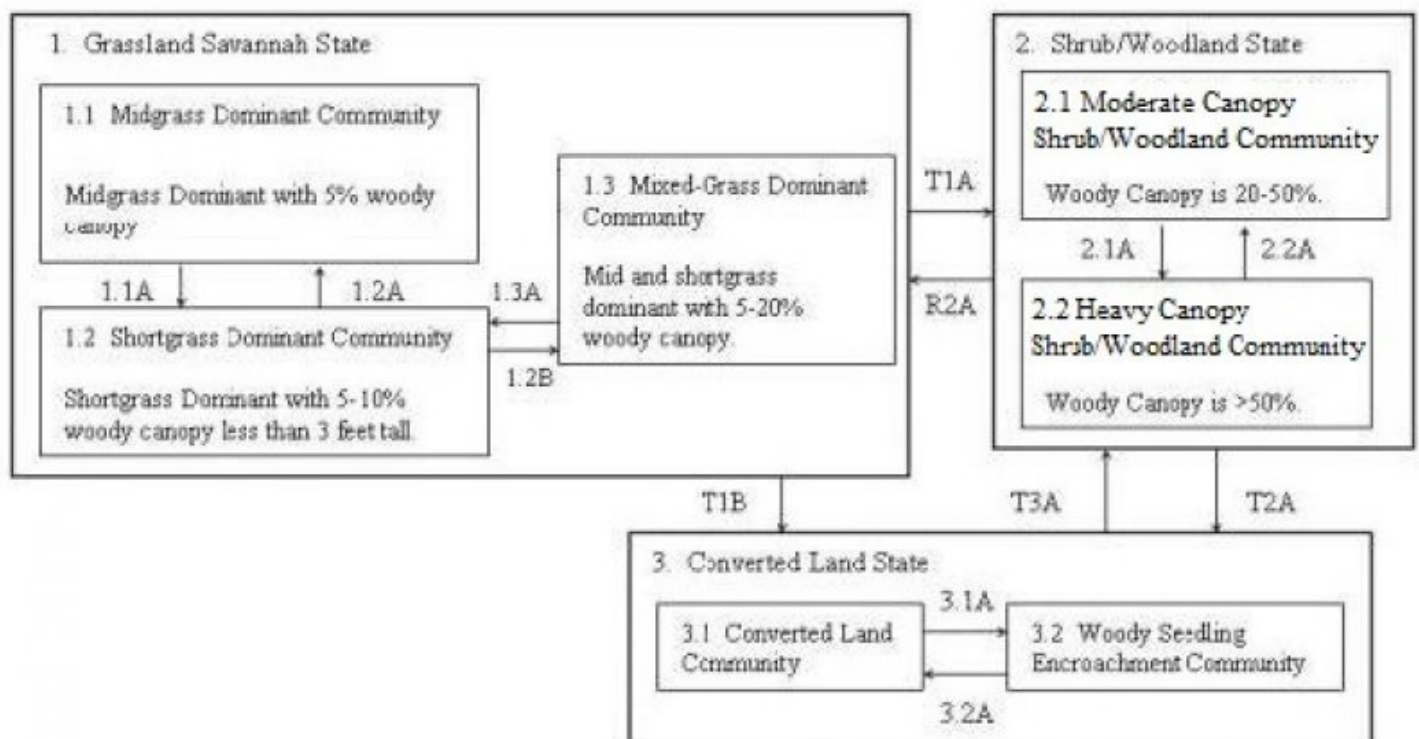 1. Grassland Savannah State
1.1 Midgrass Dominant Community
Midgrass Dominant with 5% woody
canopy
1.1A
1.2A
1.2 Shortgrass Dominant Community
Shortgrass Dominant with 5-10%
woody canopy less than 3 feet tall.
1.3A
1.2B
1.3 Mixed-Grass Dominant
Community
Mid and shortgrass
dominant with 5-20%
woody canopy.
T1A
R2A
2. Shrub/Woodland State
2.1 Moderate Canopy
Shrub/Woodland Community
Woody Canopy is 20-50%.
2.1A
2.2A
2.2 Heavy Canopy
Shrub/Woodland Community
Woody Canopy is >50%.
T1B
T3A
T2A
3. Converted Land State
3.1 Converted Land
Community
3.1A
3.2A
3.2 Woody Seedling
Encroachment Community